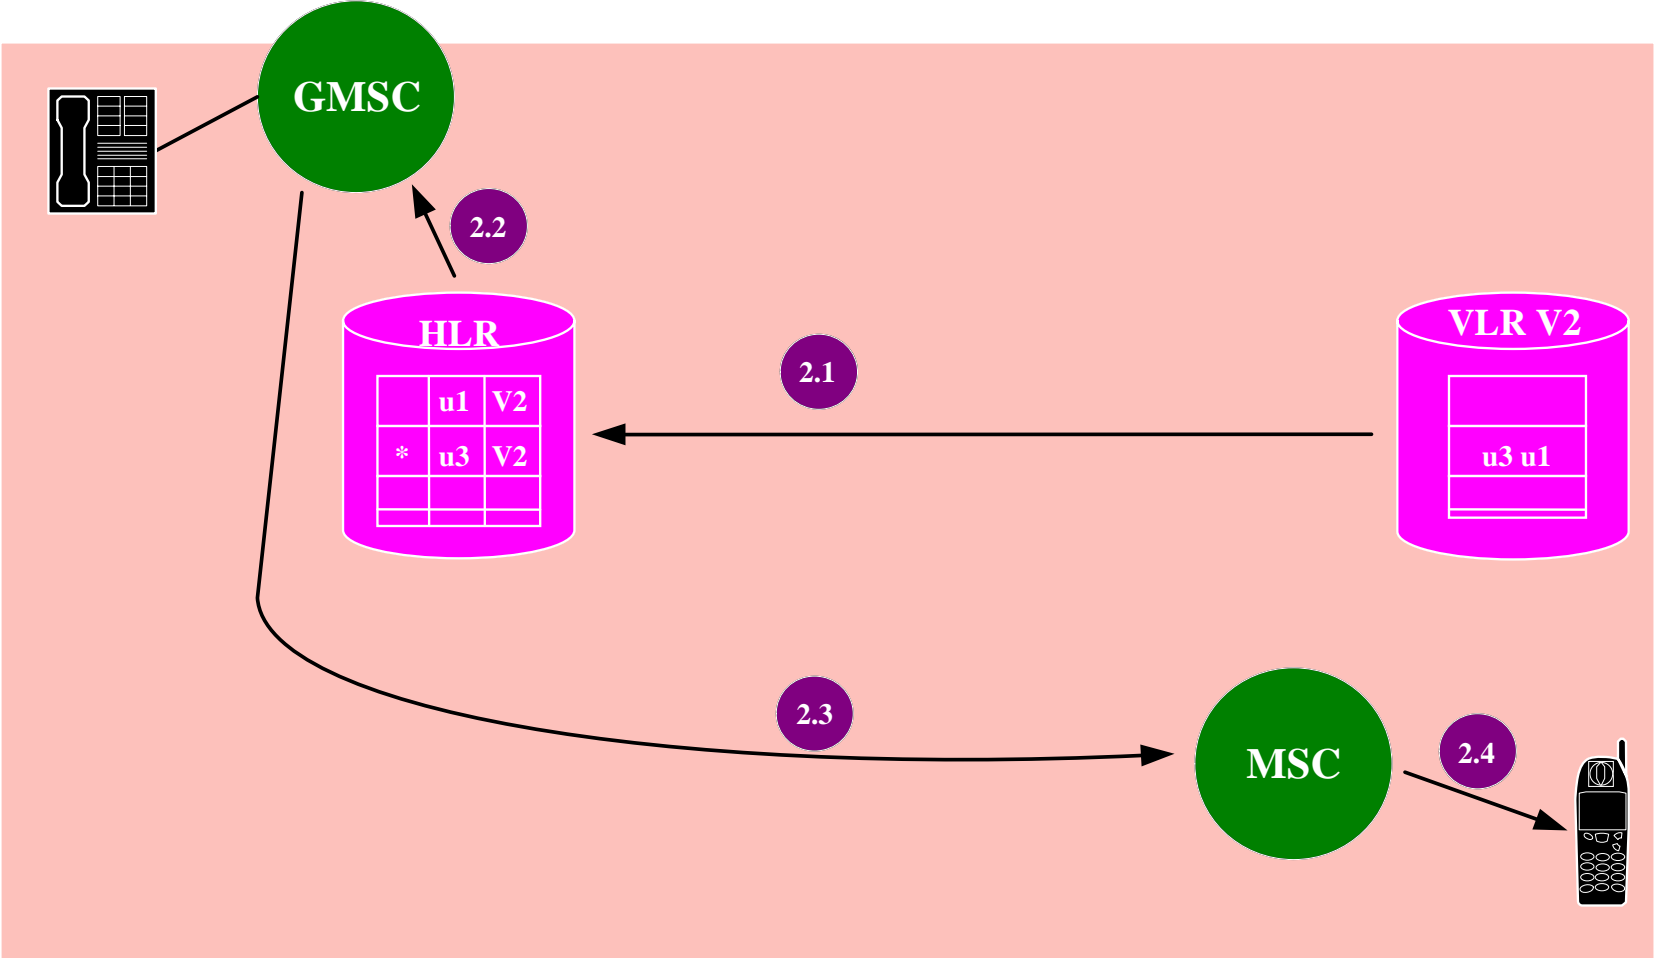 GMSC
2.2
HLR
VLR V2
2.1
u1 V2
* u3 V2
u3 u1
2.3
MSC
2.4